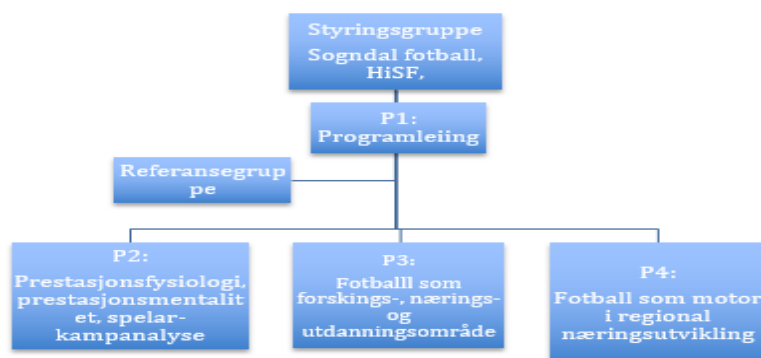 Styringsgruppe
Sogndal fotball,
HiSF,
P1:
Programleiing
Referansegrup
pe
P2:
Prestasjonsfysiologi,
prestasjonsmentalit
et, spelar-
kampanalyse
P3:
Fotballl som
forskings-, nærings-
og
utdanningsområde
P4:
Fotball som motor
i regional
næringsutvikling